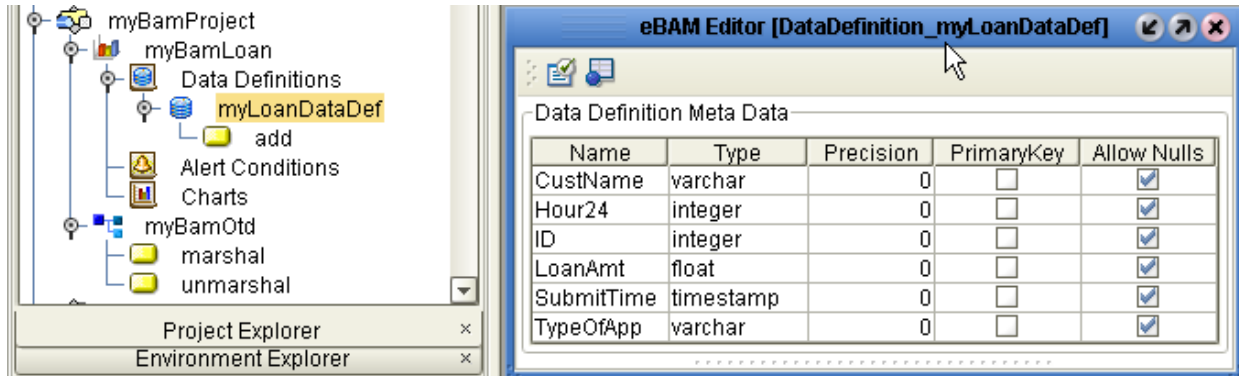 myBamProject
myBamLoan
Data Definitions
myLoanDataDef
add
Alert Conditions
Charts
myBamOtd
marshal
unmarshal
Project Explorer ×
Environment Explorer ×
eBAM Editor [DataDefinition_myLoanDataDef]
Data Definition Meta Data
Name Type Precision PrimaryKey Allow Nulls
CustName varchar 0
Hour24 integer 0
ID integer 0
LoanAmt float 0
SubmitTime timestamp 0
TypeOfApp varchar 0